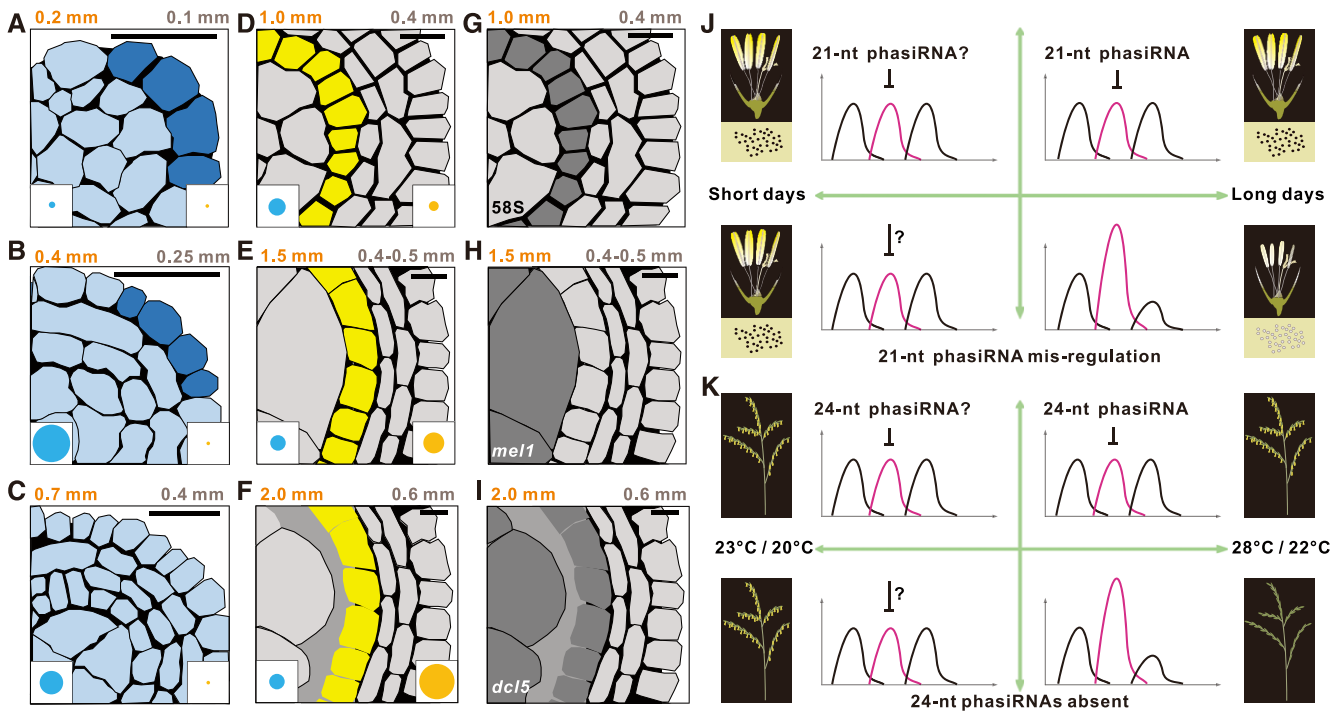 A 0.2 mm 0.1 mm
D 1.0 mm 0.4 mm
G 1.0 mm 0.4 mm
58S
B 0.4 mm 0.25 mm
E 1.5 mm 0.4-0.5 mm
H 1.5 mm 0.4-0.5 mm
mel1
C 0.7 mm 0.4 mm
F 2.0 mm 0.6 mm
I 2.0 mm 0.6 mm
dcl5
J
21-nt phasiRNA? 21-nt phasiRNA
Short days Long days
?
21-nt phasiRNA mis-regulation
K
24-nt phasiRNA? 24-nt phasiRNA
23°C / 20°C 28°C / 22°C
?
24-nt phasiRNAs absent